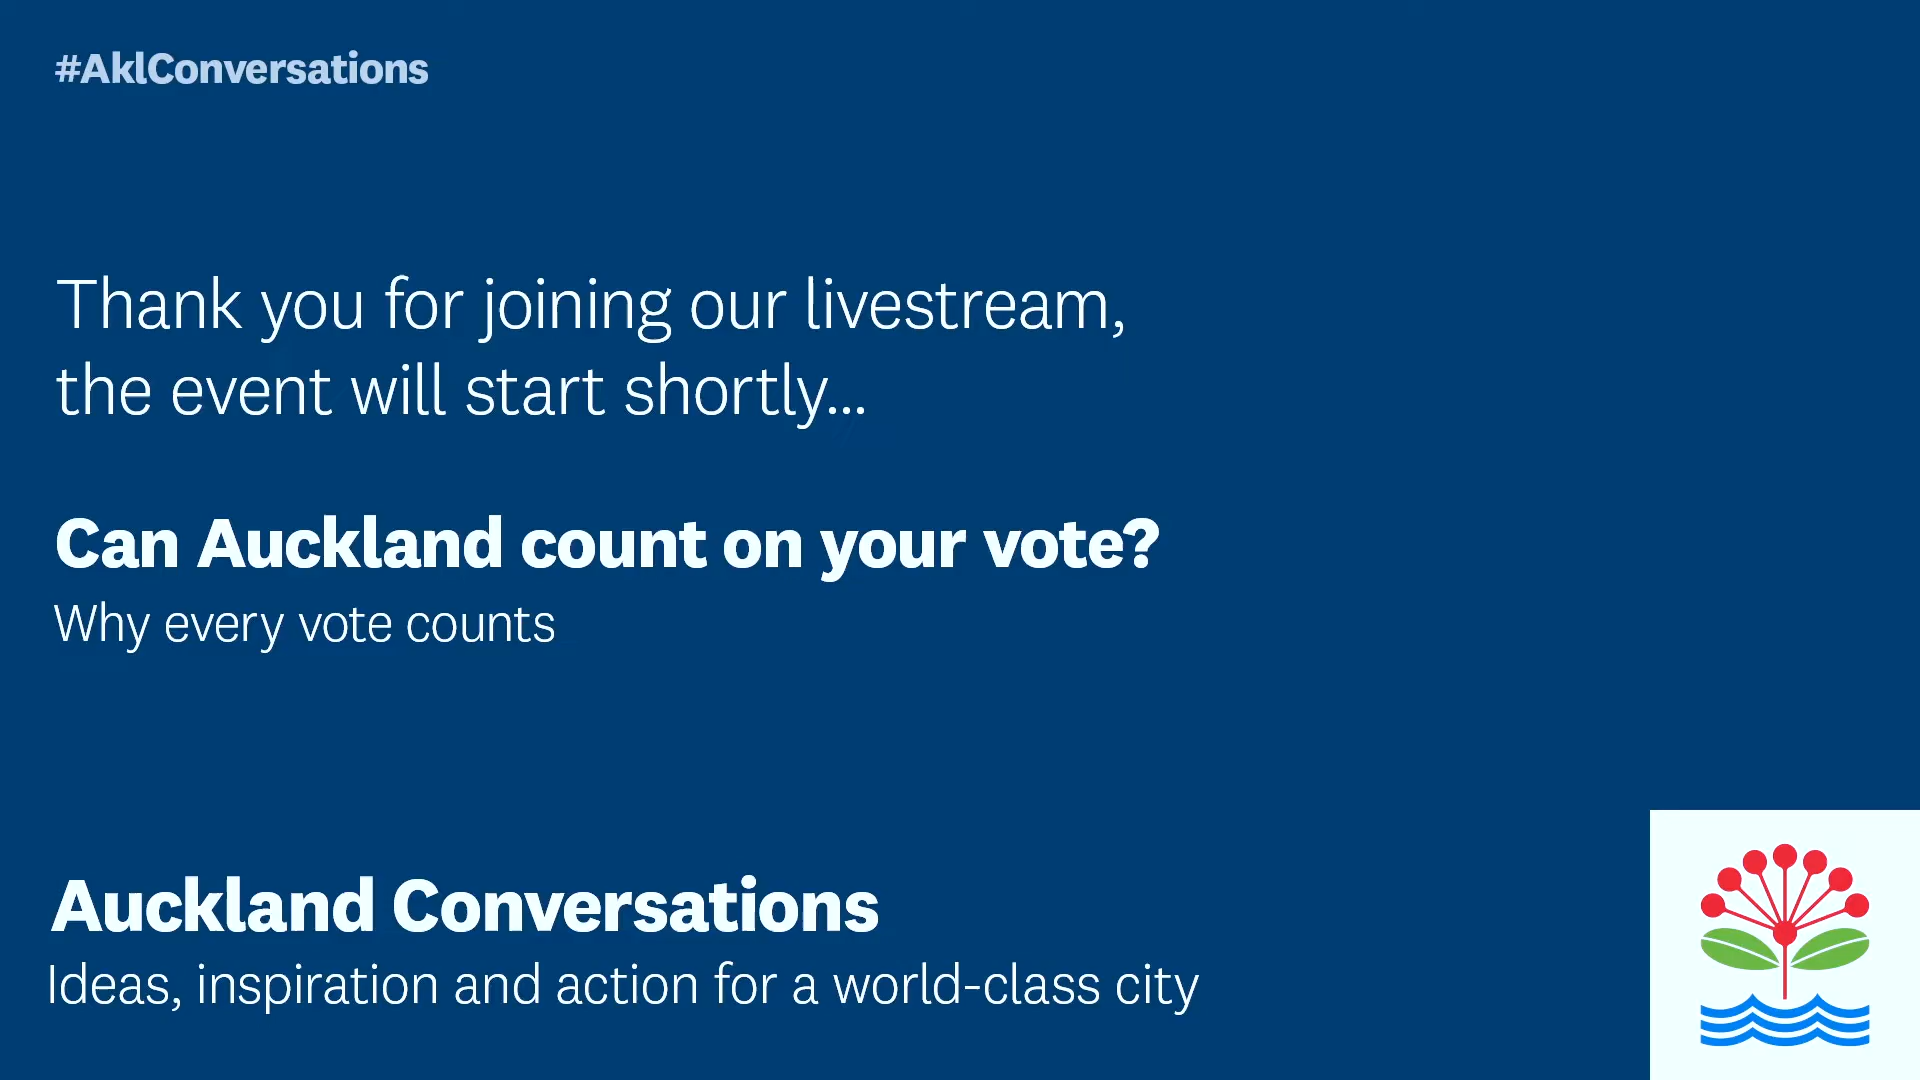 #AklConversations
Thank you for joining our livestream,
the event will start shortly...
Can Auckland count on your vote?
Why every vote counts
Auckland Conversations
Ideas, inspiration and action for a world-class city